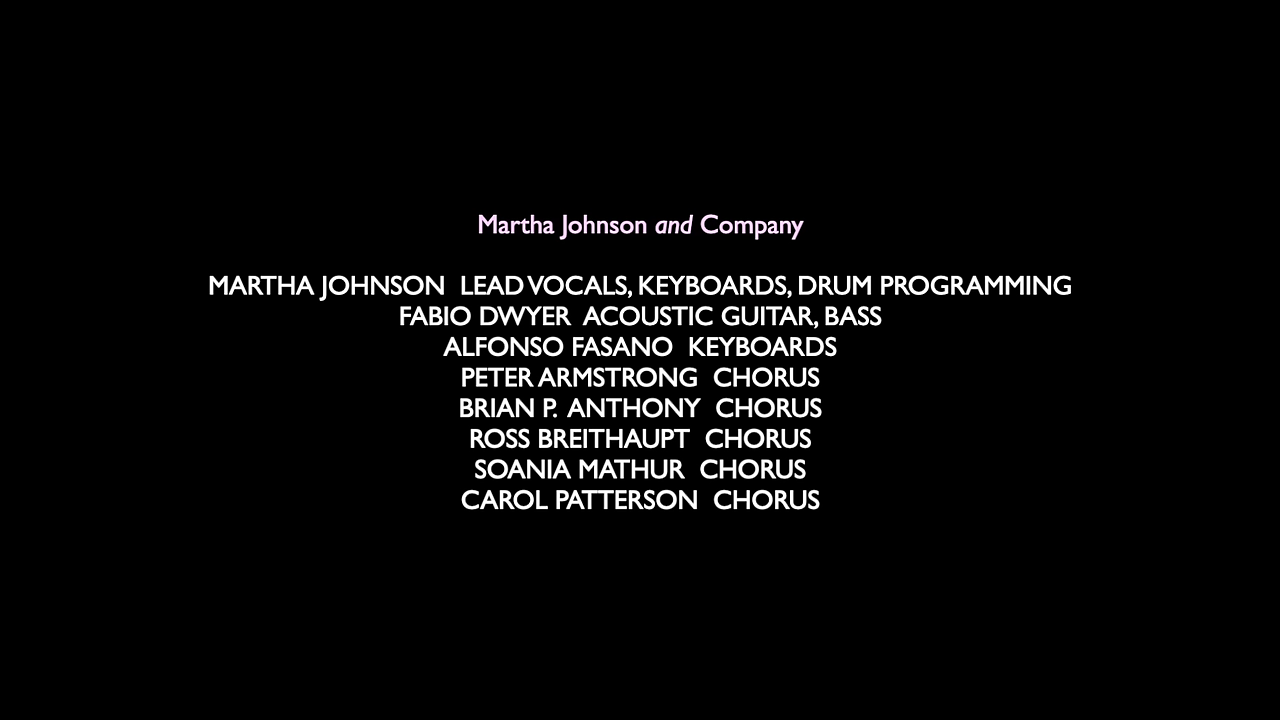 Martha Johnson and Company
MARTHA JOHNSON LEAD VOCALS, KEYBOARDS, DRUM PROGRAMMING
FABIO DWYER ACOUSTIC GUITAR, BASS
ALFONSO FASANO KEYBOARDS
PETER ARMSTRONG CHORUS
BRIAN P. ANTHONY CHORUS
ROSS BREITHAUPT CHORUS
SOANIA MATHUR CHORUS
CAROL PATTERSON CHORUS